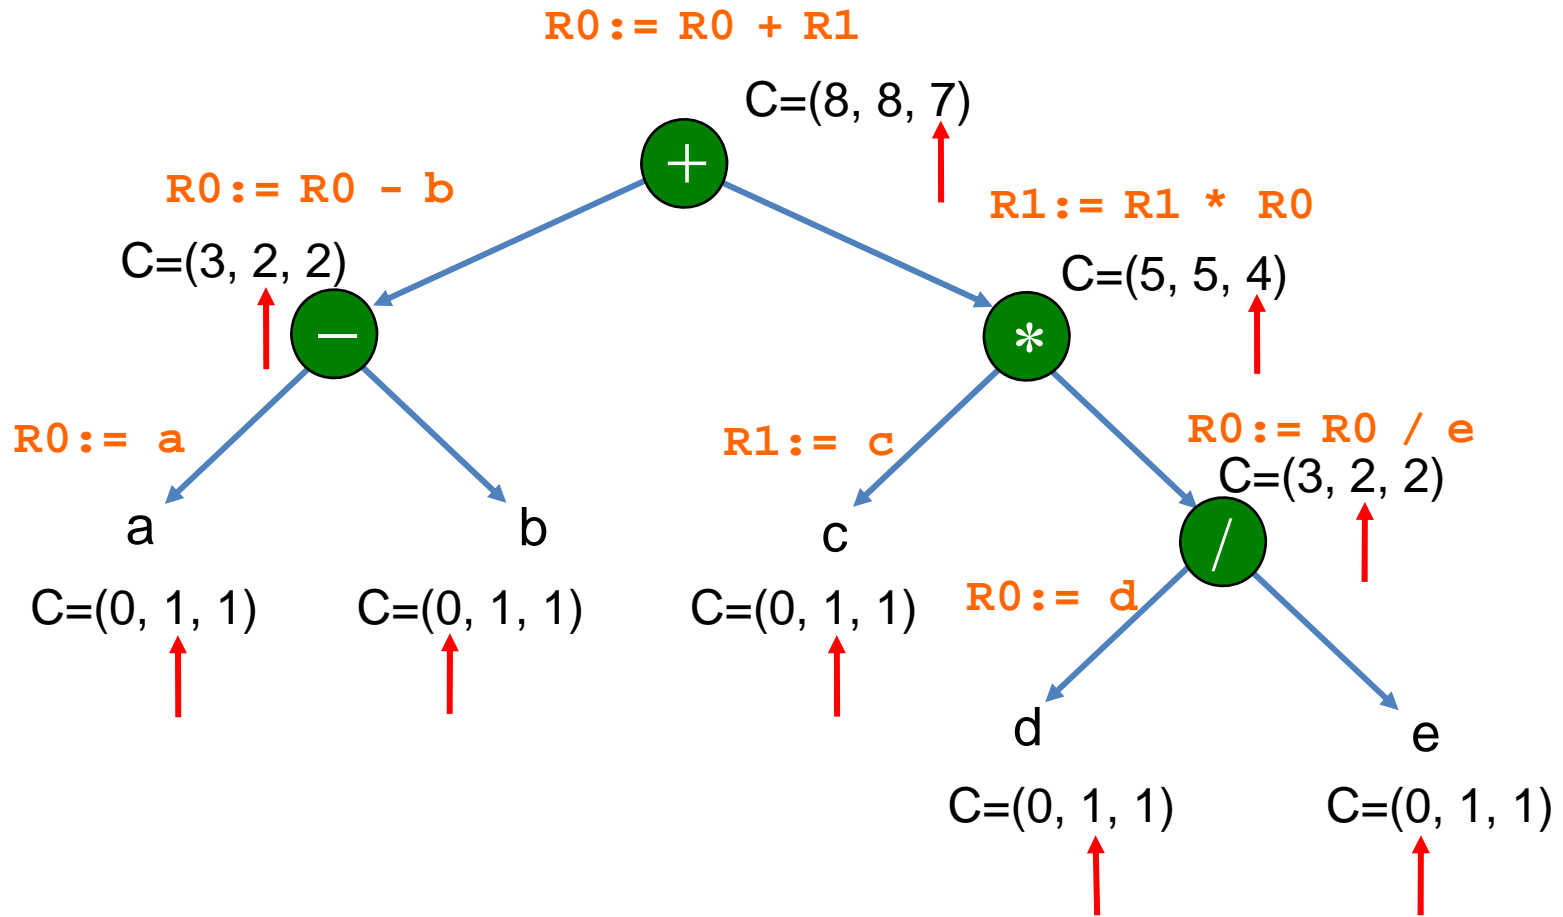 R0:= R0 + R1
C=(8, 8, 7)
+
R0:= R0 - b
R1:= R1 * R0
C=(3, 2, 2)
C=(5, 5, 4)
−
*
R0:= a
R1:= c
R0:= R0 / e
C=(3, 2, 2)
a
b
c
/
C=(0, 1, 1)
C=(0, 1, 1)
C=(0, 1, 1)
R0:= d
d
e
C=(0, 1, 1)
C=(0, 1, 1)